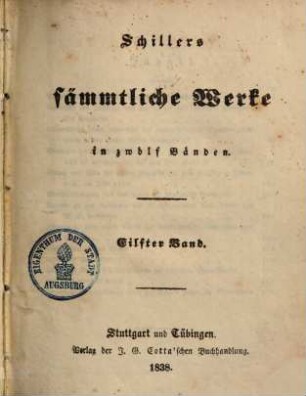 Schillers
sämmtliche Werke
in zwölf Bänden.
Eilfter Band.
EIGENTHUM DER STADT
AUGSBURG
Stuttgart und Tübingen.
Verlag der J. G. Cotta'schen Buchhandlung.
1838.